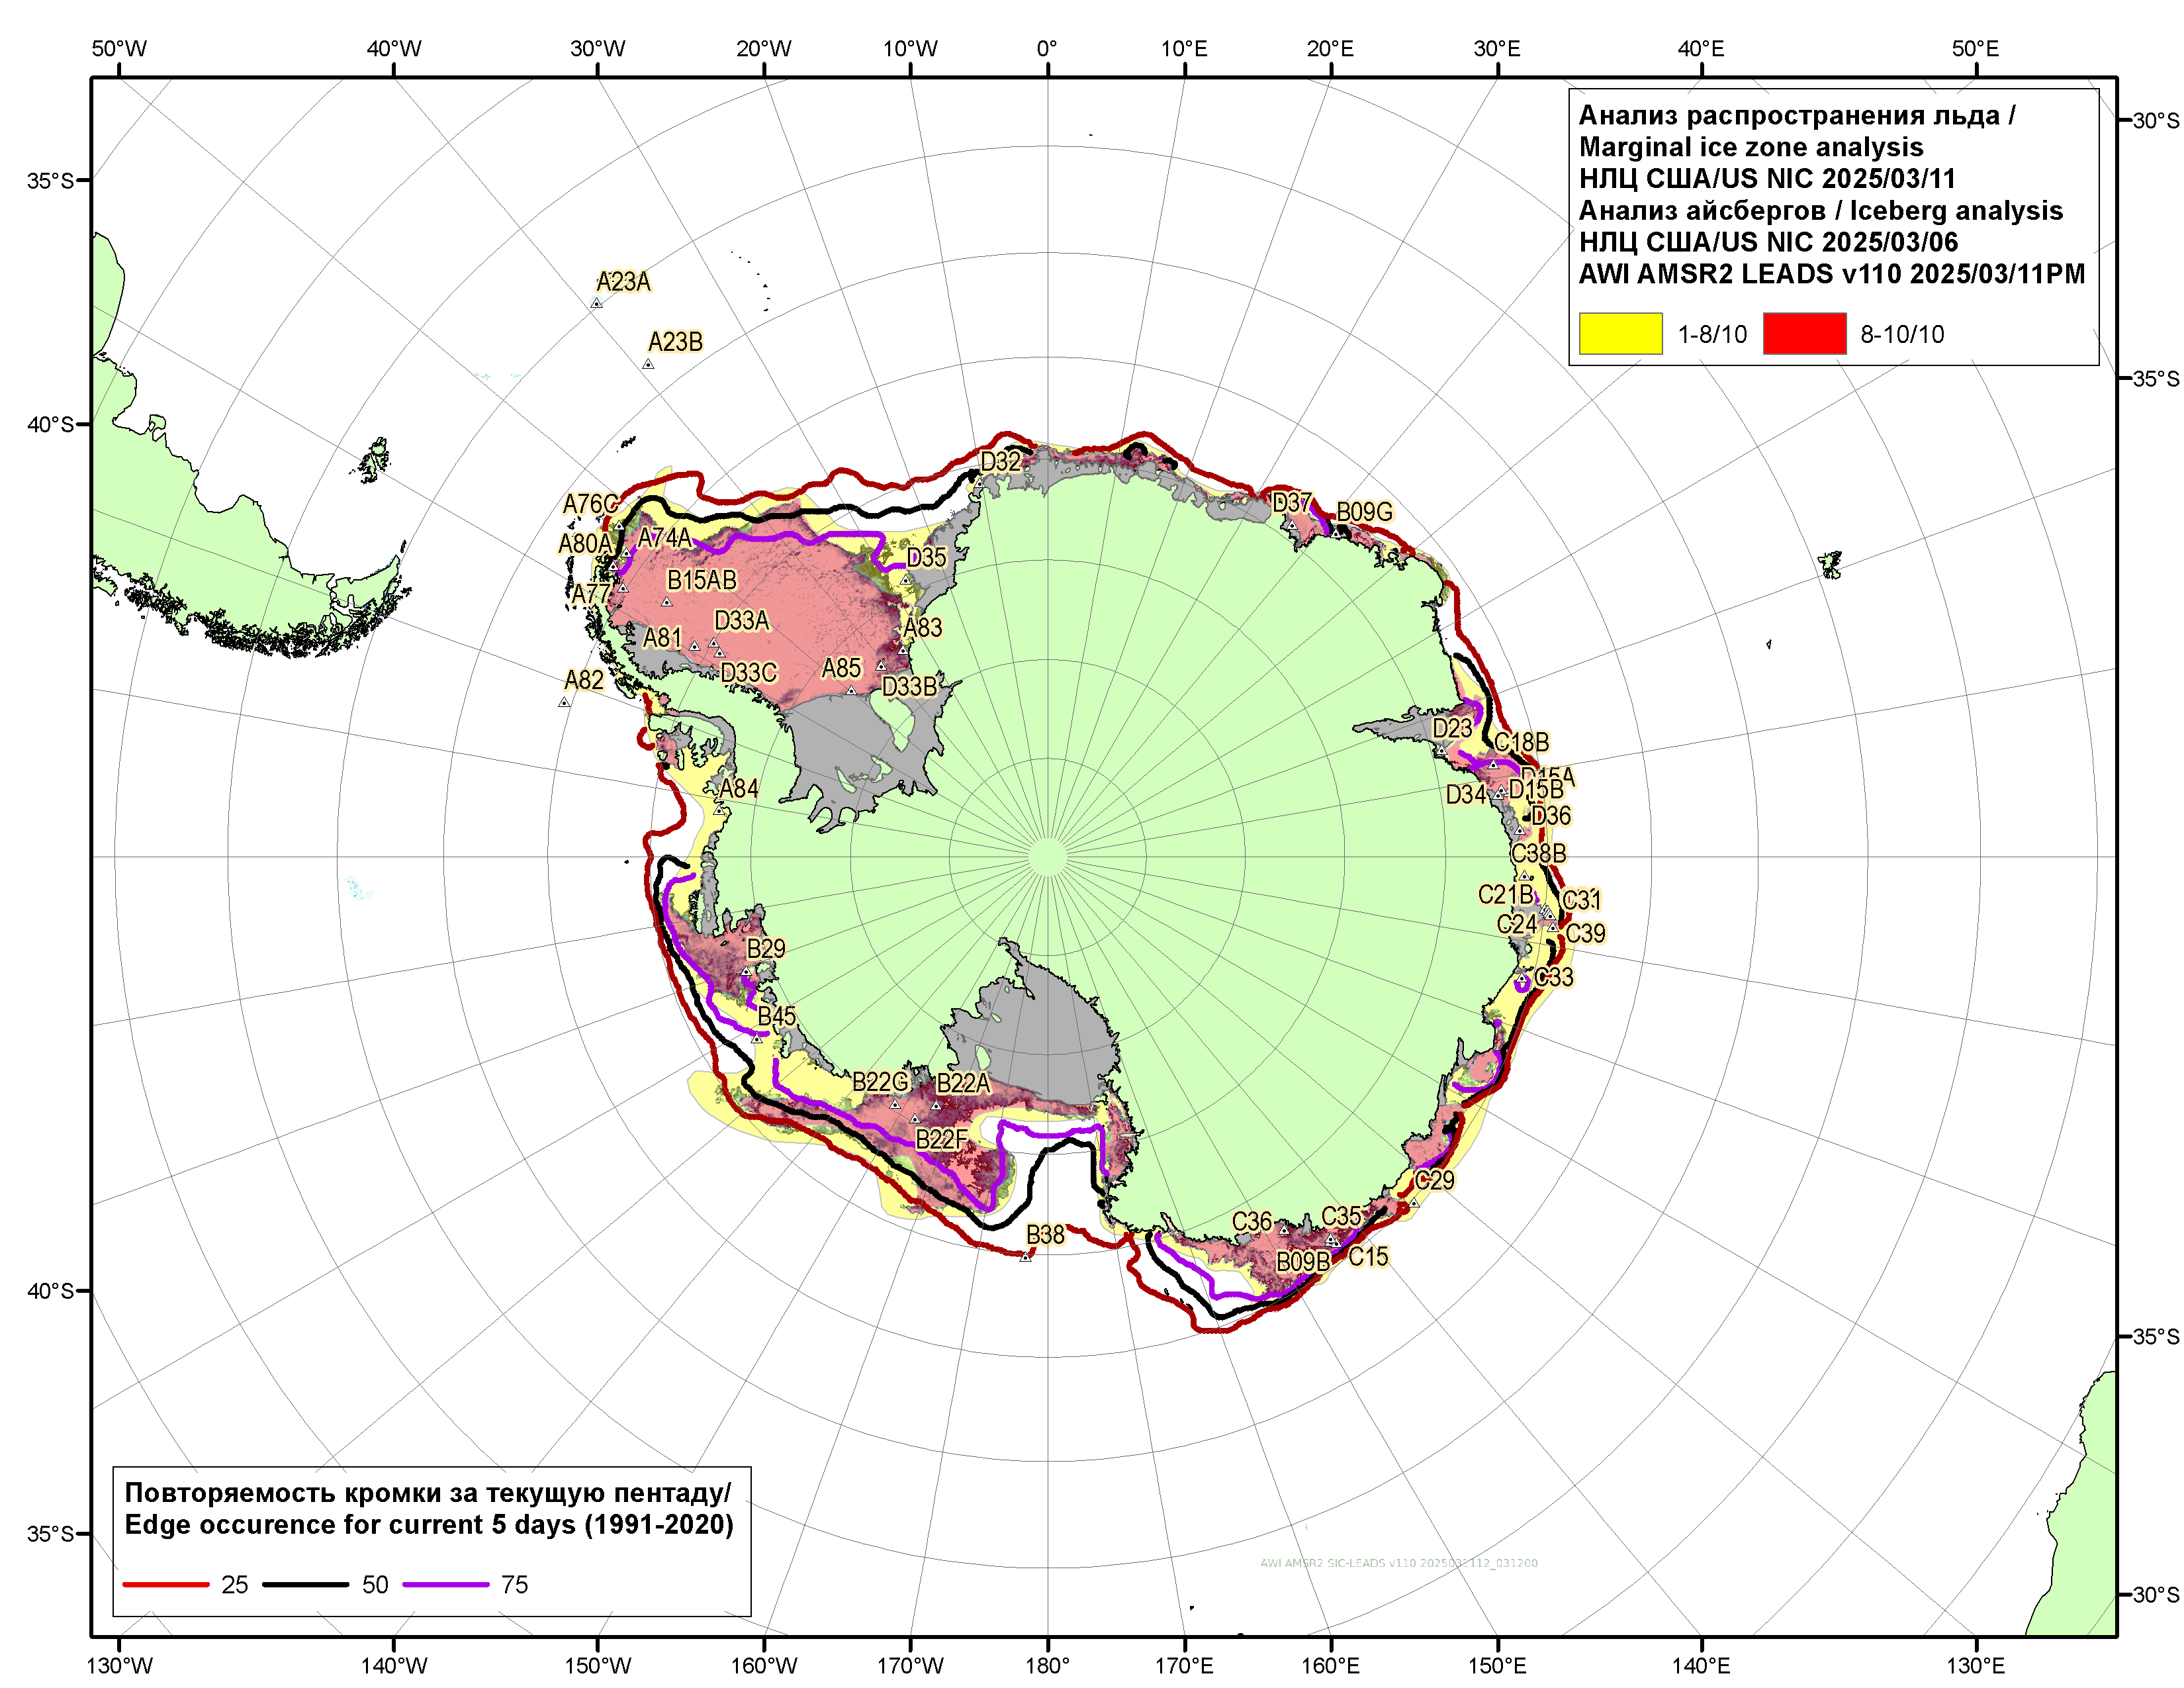 50°W 40°W 30°W 20°W 10°W 0° 10°E 20°E 30°E 40°E 50°E
Анализ распространения льда /
Marginal ice zone analysis
НЛЦ США/US NIC 2025/03/11
Анализ айсбергов / Iceberg analysis
НЛЦ США/US NIC 2025/03/06
AWI AMSR2 LEADS v110 2025/03/11PM
1-8/10 8-10/10
30°S
35°S
35°S
40°S
A23A
A23B
D32
A76C
D37
B09G
A80A
A74A
D35
A77
B15AB
D33A
A81
A83
D33C
A85
D33B
A82
D23
C18B
D15A
A84
D34
D15B
D36
C38B
C21B
C31
C24
C39
B29
C33
B45
B22G
B22A
B22F
C29
B38
C36
C35
B09B
C15
40°S
35°S
35°S
30°S
Повторяемость кромки за текущую пентаду/
Edge occurence for current 5 days (1991-2020)
25 50 75
130°W 140°W 150°W 160°W 170°W 180° 170°E 160°E 150°E 140°E 130°E